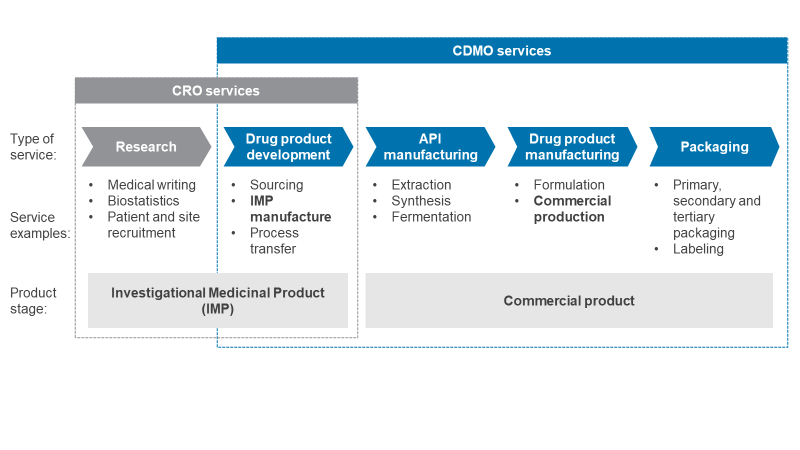 CDMO services
CRO services
Type of
service:
Research
Drug product
development
API
manufacturing
Drug product
manufacturing
Packaging
Service
examples:
• Medical writing
• Biostatistics
• Patient and site
recruitment
• Sourcing
• IMP
manufacture
• Process
transfer
• Extraction
• Synthesis
• Fermentation
• Formulation
• Commercial
production
• Primary,
secondary and
tertiary
packaging
• Labeling
Product
stage:
Investigational Medicinal Product
(IMP)
Commercial product